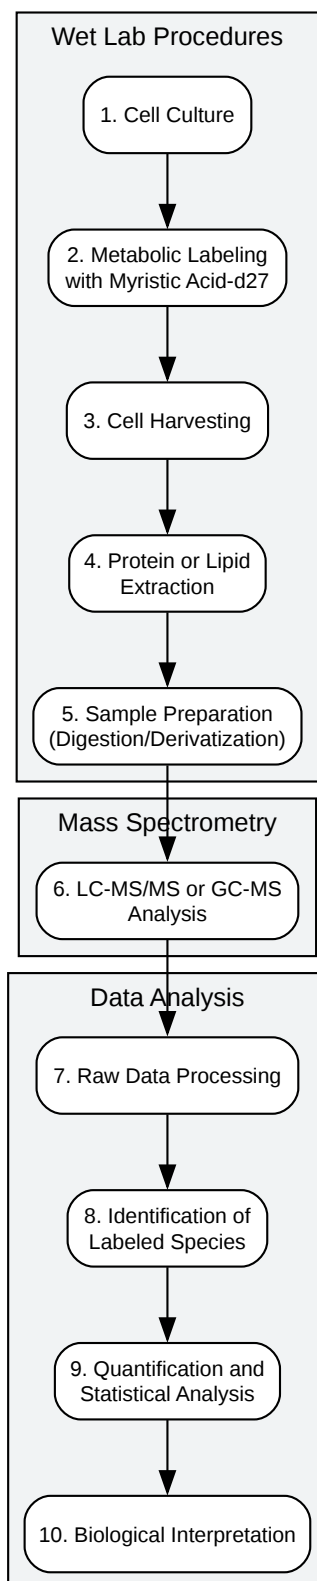 Wet Lab Procedures
1. Cell Culture
2. Metabolic Labeling
with Myristic Acid-d27
3. Cell Harvesting
4. Protein or Lipid
Extraction
5. Sample Preparation
(Digestion/Derivatization)
Mass Spectrometry
6. LC-MS/MS or GC-MS
Analysis
Data Analysis
7. Raw Data Processing
8. Identification of
Labeled Species
9. Quantification and
Statistical Analysis
10. Biological Interpretation